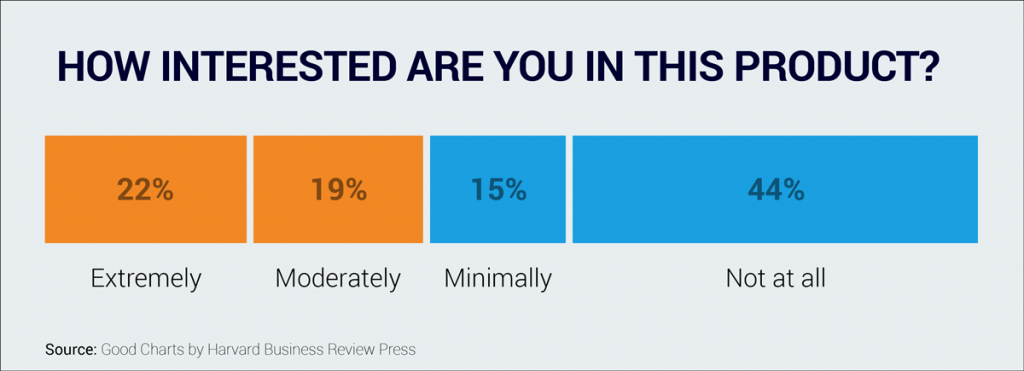 HOW INTERESTED ARE YOU IN THIS PRODUCT?
22% 19% 15% 44%
Extremely Moderately Minimally Not at all
Source: Good Charts by Harvard Business Review Press